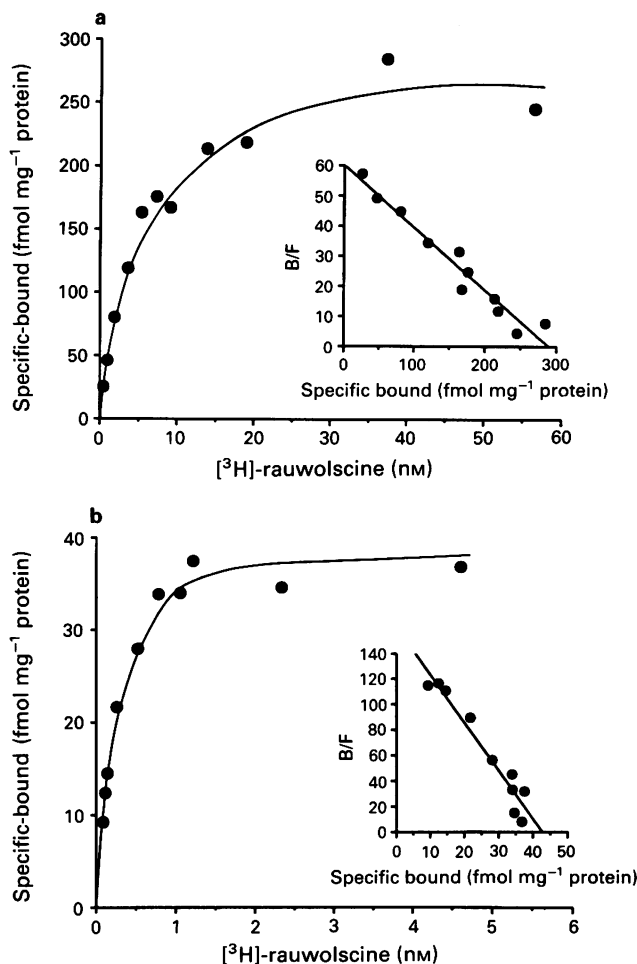 a
300
250
200
150
100
50
0
Specific-bound (fmol mg⁻¹ protein)
0 10 20 30 40 50 60
[³H]-rauwolscine (nM)
60
50
40
30
20
10
0
B/F
0 100 200 300
Specific bound (fmol mg⁻¹ protein)
b
40
30
20
10
0
Specific-bound (fmol mg⁻¹ protein)
0 1 2 3 4 5 6
[³H]-rauwolscine (nM)
140
120
100
80
60
40
20
0
B/F
0 10 20 30 40 50
Specific bound (fmol mg⁻¹ protein)